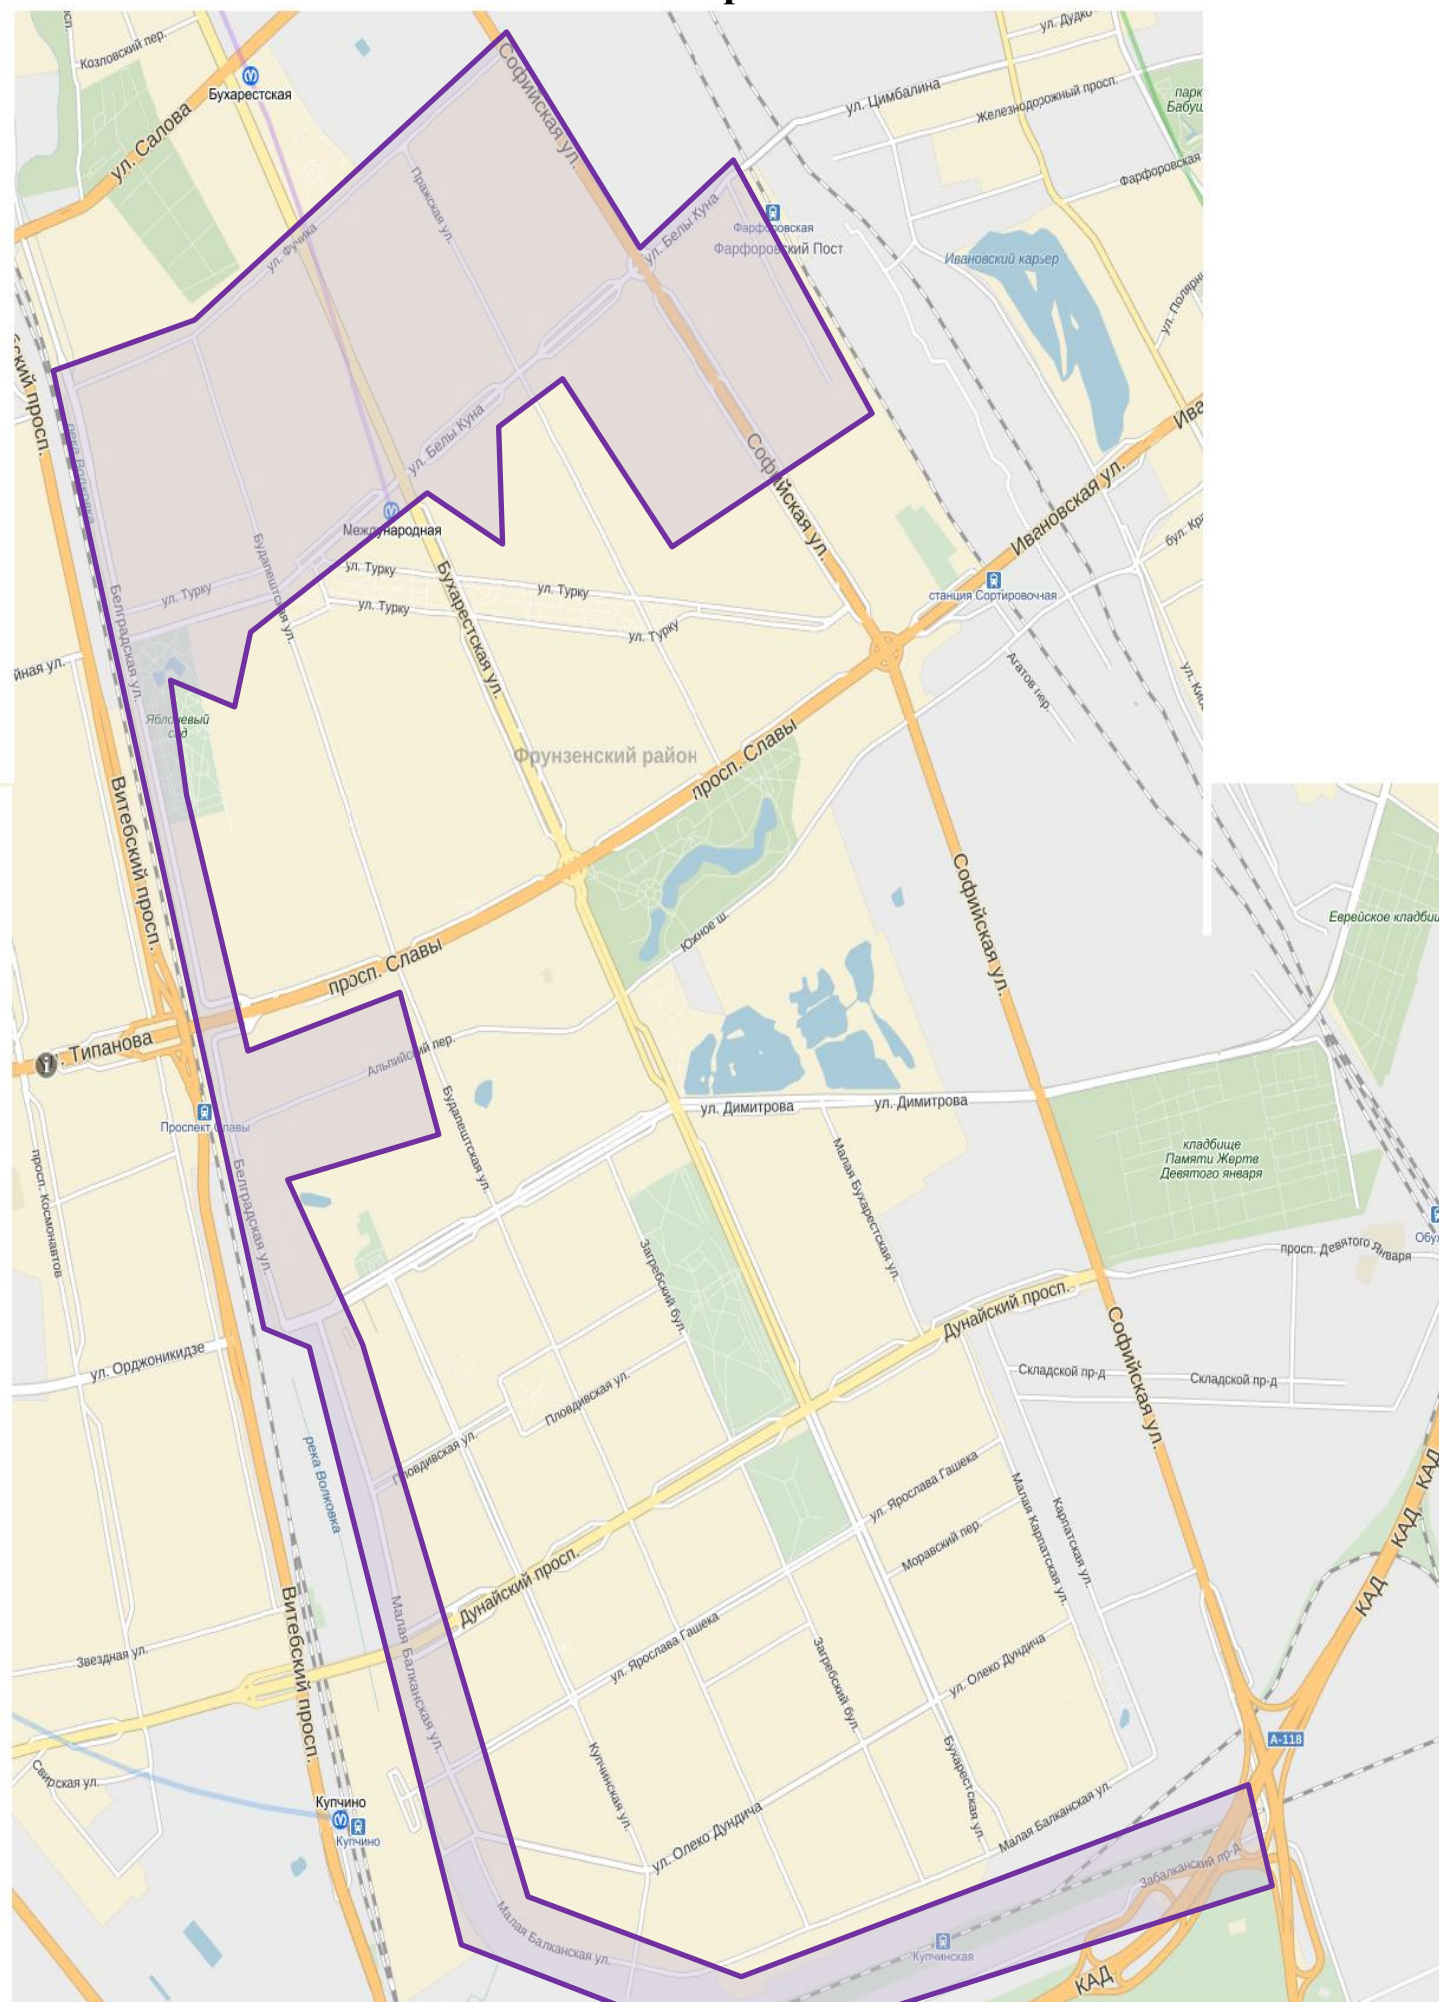 Козловский пер.
ул. Дудко
Бухарестская
ул. Салова
Софийская ул.
ул. Цимбалина
Железнодорожный просп.
парк
Фарфоровская
Пражская ул.
ул. Белы Куна
Фарфоровская
Фарфоровский Пост
ул. Фучика
Ивановский карьер
река Волковка
ул. Белы Куна
Софийская ул.
Ивановская ул.
Международная
ул. Турку
ул. Турку
ул. Турку
ул. Турку
ул. Турку
Будапештская ул.
Бухарестская ул.
станция Сортировочная
Белградская ул.
Агатов пер.
Яблоневый
сад
Фрунзенский район
просп. Славы
Витебский просп.
Софийская ул.
Еврейское кладбищ
Южное ш.
просп. Славы
Типанова
Альпийский пер.
Будапештская ул.
ул. Димитрова
ул. Димитрова
Проспект Славы
Белградская ул.
просп. Космонавтов
Малая Бухарестская ул.
кладбище
Памяти Жертв
Девятого января
просп. Девятого Января
Загребский бул.
Дунайский просп.
Софийская ул.
ул. Орджоникидзе
Складской пр-д
Складской пр-д
Пловдивская ул.
Пловдивская ул.
река Волковка
ул. Ярослава Гашека
Моравский пер.
Малая Карпатская ул.
Карпатская ул.
КАД
КАД
КАД
Дунайский просп.
Малая Балканская ул.
Витебский просп.
Звездная ул.
ул. Ярослава Гашека
Загребский бул.
ул. Олеко Дундича
Бухарестская ул.
А-118
Свирская ул.
Купчинская ул.
Купчино
Купчино
ул. Олеко Дундича
Малая Балканская ул.
Забалканский пр-д
Малая Балканская ул.
Купчинская
КАД